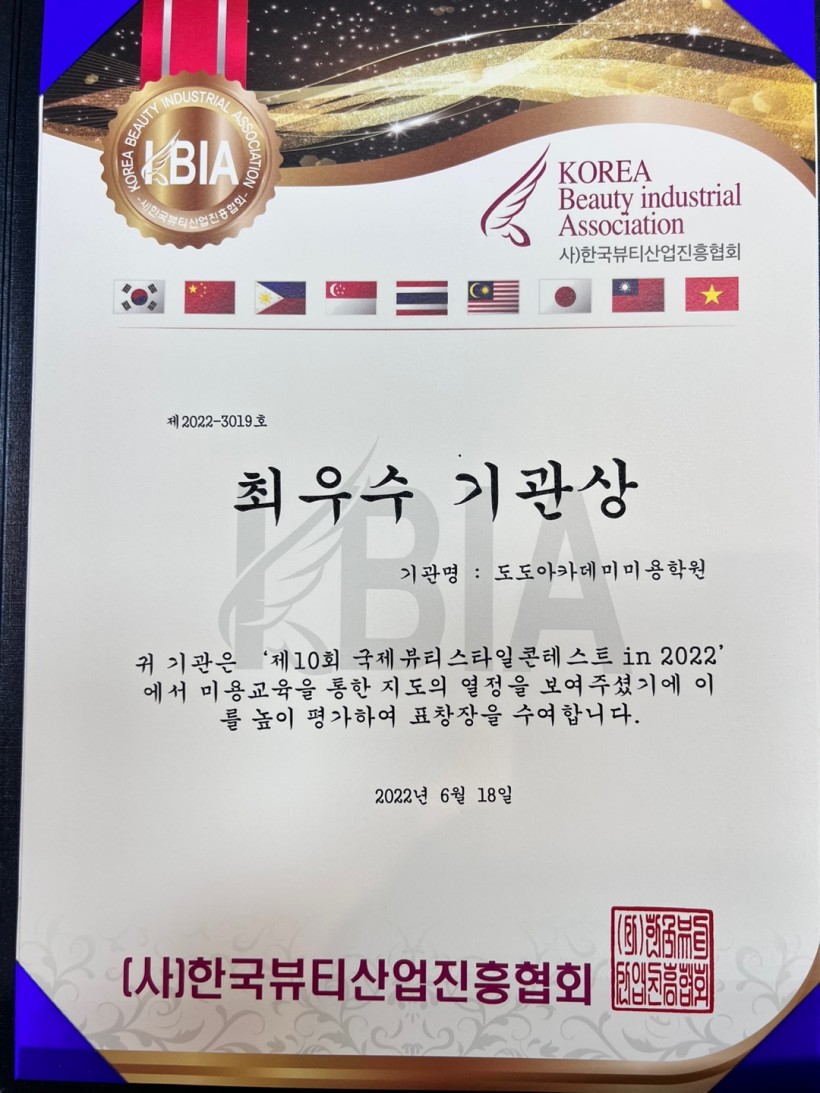 KOREA BEAUTY INDUSTRIAL ASSOCIATION
KBIA
-사)한국뷰티산업진흥협회-
KOREA
Beauty industrial
Association
사)한국뷰티산업진흥협회
제2022-3019호
최우수 기관상
KBIA
기관명 : 도도아카데미미용학원
귀 기관은 '제10회 국제뷰티스타일콘테스트 in 2022'
에서 미용교육을 통한 지도의 열정을 보여주셨기에 이
를 높이 평가하여 표창장을 수여합니다.
2022년 6월 18일
(사)한국뷰티산업진흥협회